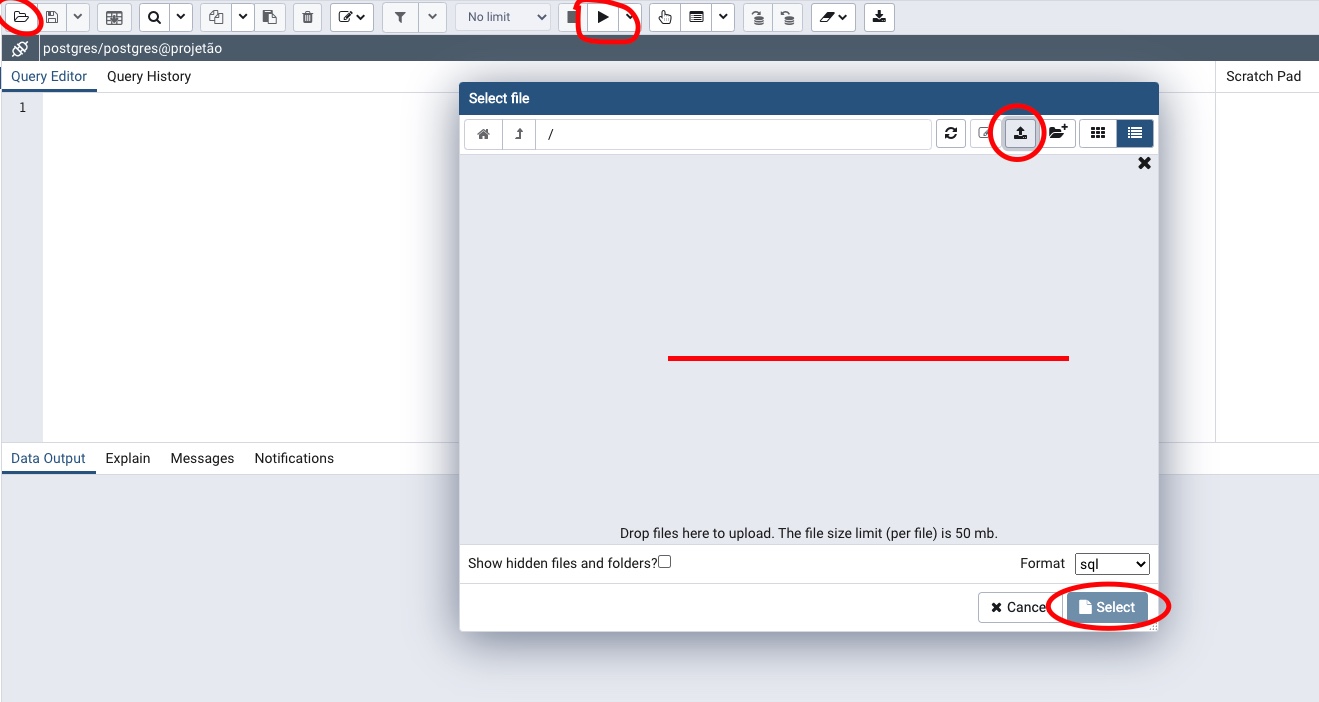 No limit
postgres/postgres@projetão
Query Editor Query History
Scratch Pad
1
Select file
/
Drop files here to upload. The file size limit (per file) is 50 mb.
Show hidden files and folders?
Format sql
Cance
Select
Data Output Explain Messages Notifications